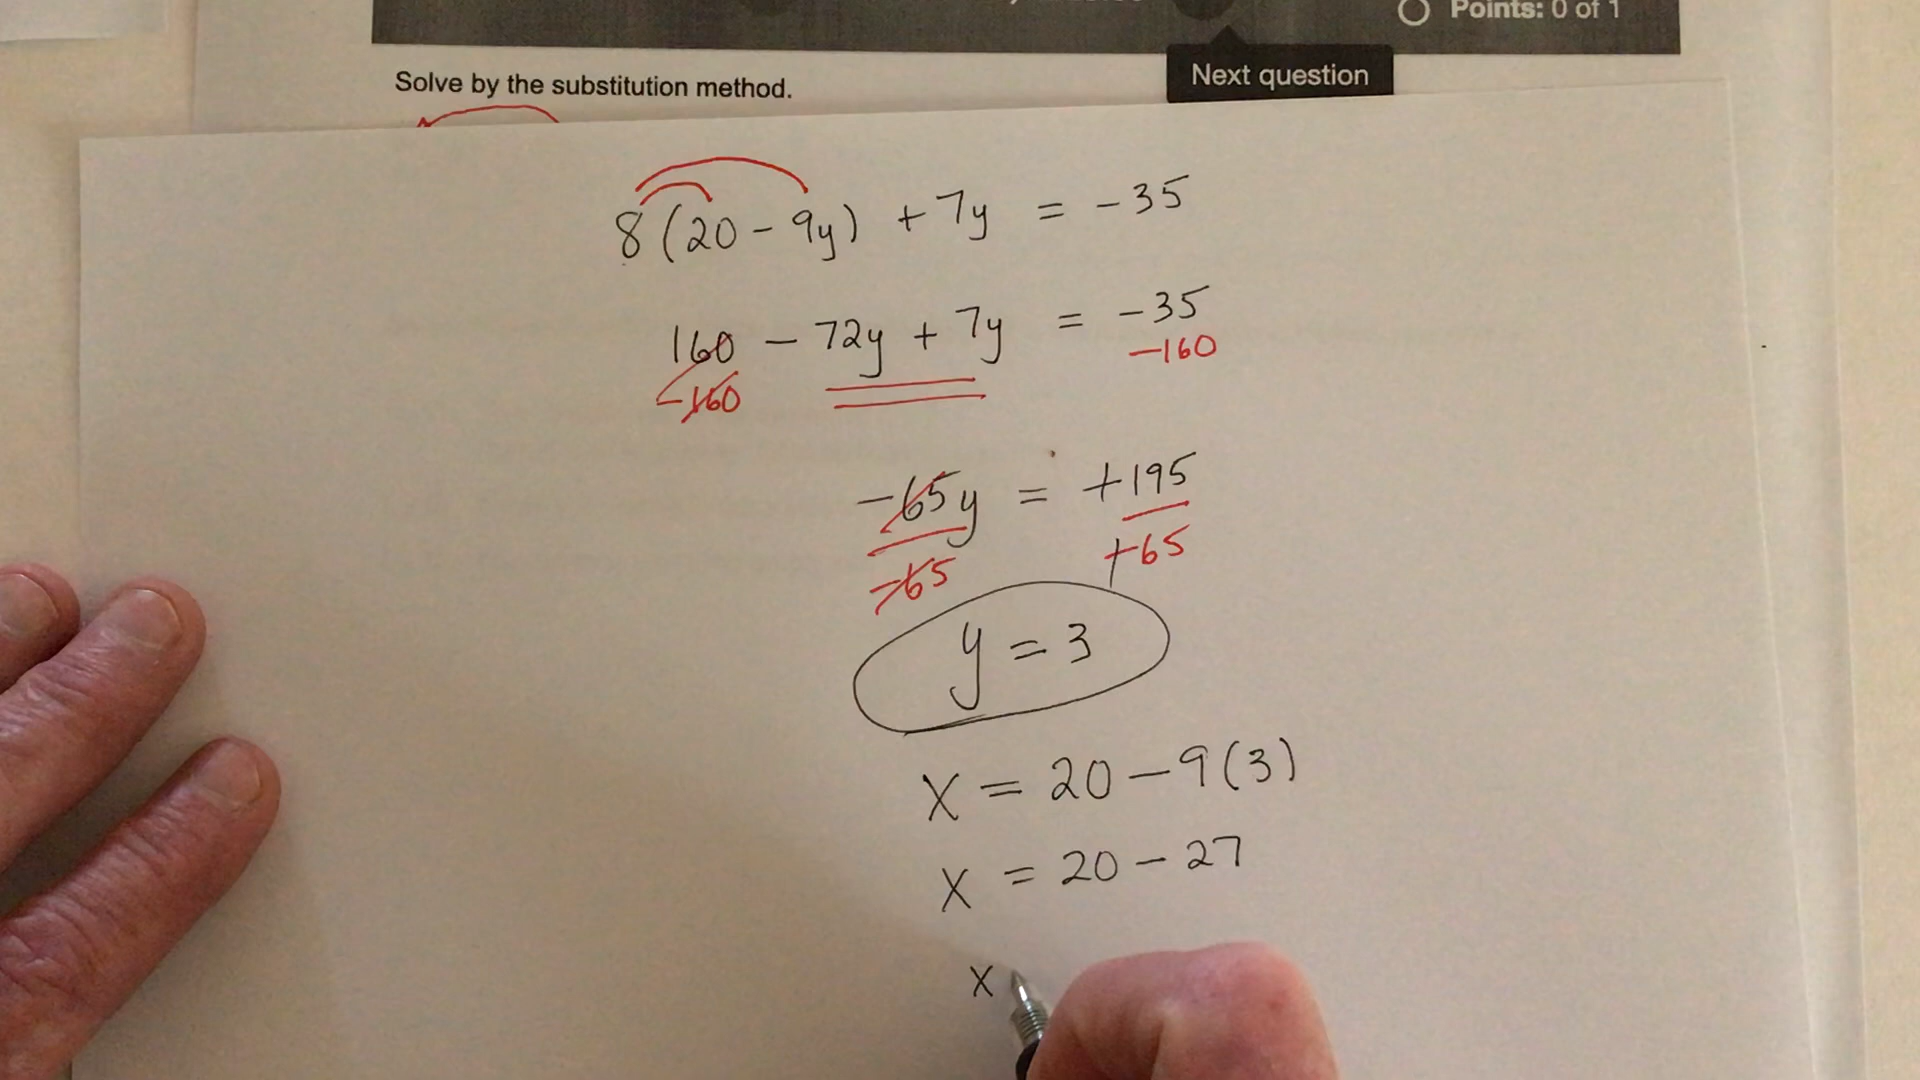 Points: 0 of 1
Next question
Solve by the substitution method.
8(20 - 9y) + 7y = -35
160 - 72y + 7y = -35
-160 -160
-65y = +195
-65 +65
y = 3
x = 20 - 9(3)
x = 20 - 27
x